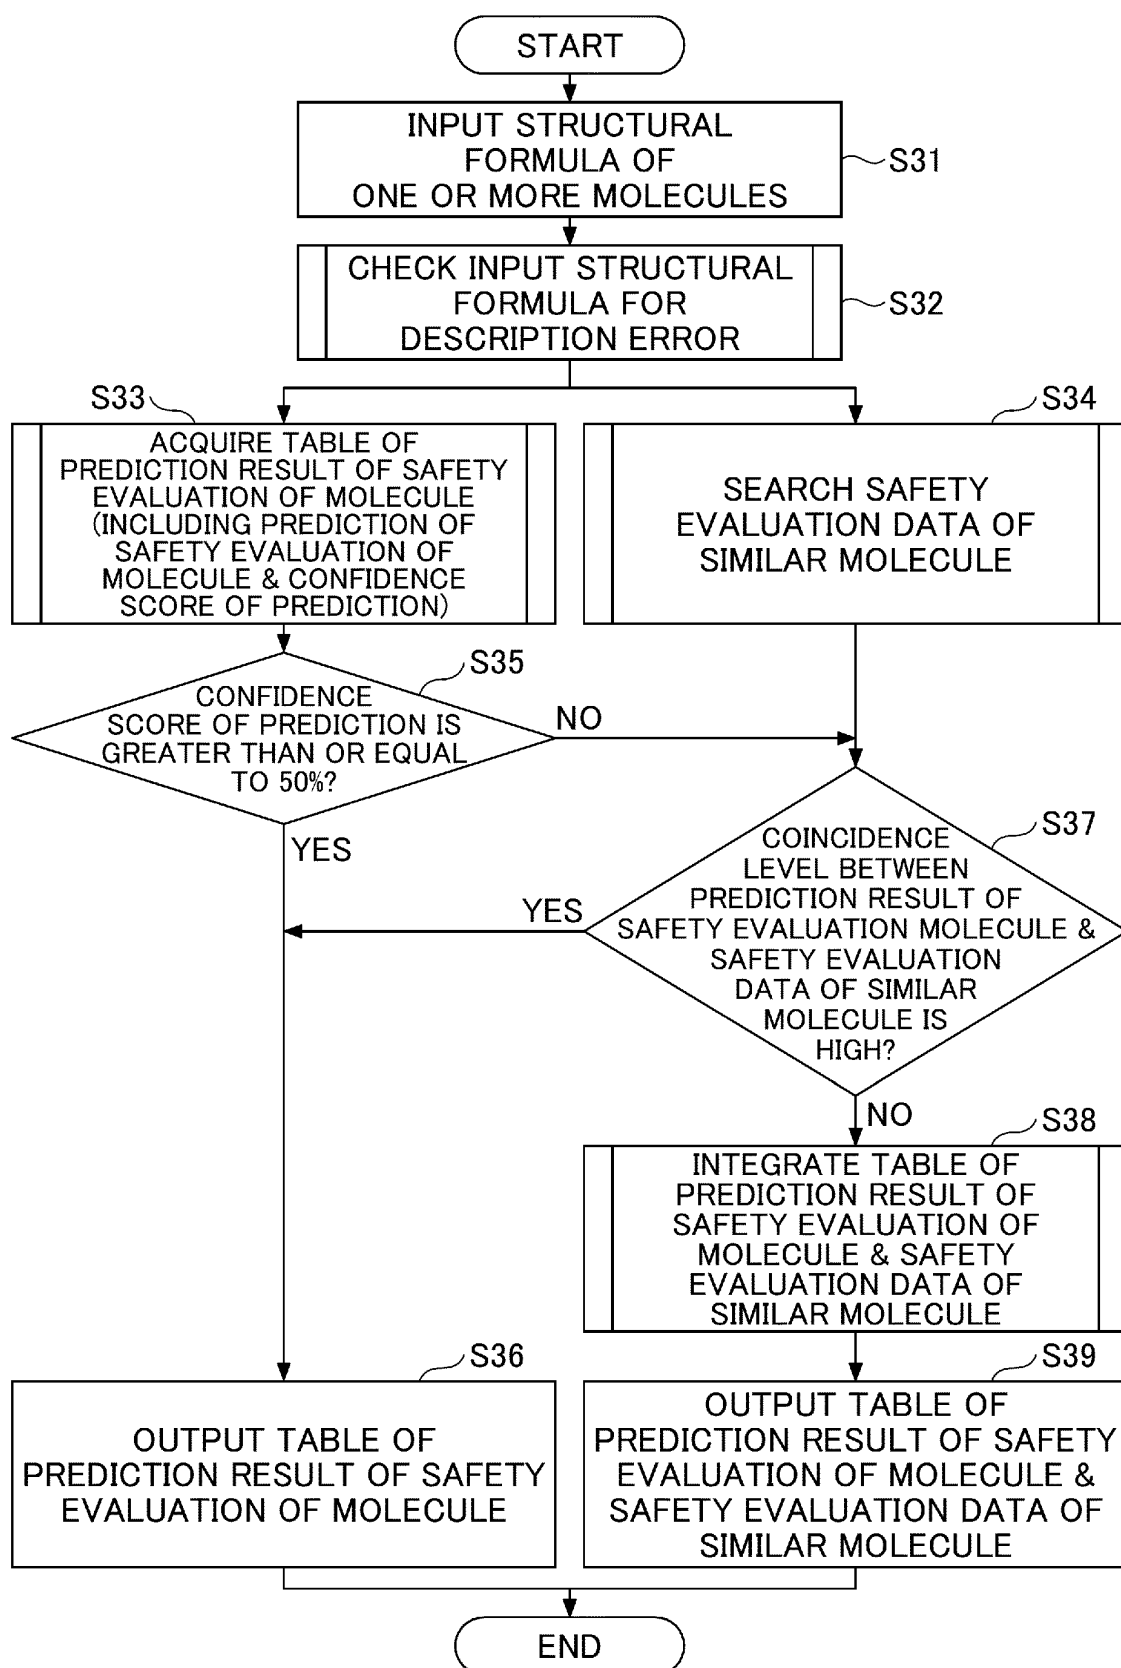 START
INPUT STRUCTURAL
FORMULA OF
ONE OR MORE MOLECULES
S31
CHECK INPUT STRUCTURAL
FORMULA FOR
DESCRIPTION ERROR
S32
S33
ACQUIRE TABLE OF
PREDICTION RESULT OF SAFETY
EVALUATION OF MOLECULE
(INCLUDING PREDICTION OF
SAFETY EVALUATION OF
MOLECULE & CONFIDENCE
SCORE OF PREDICTION)
S34
SEARCH SAFETY
EVALUATION DATA OF
SIMILAR MOLECULE
S35
CONFIDENCE
SCORE OF PREDICTION IS
GREATER THAN OR EQUAL
TO 50%?
NO
YES
S37
COINCIDENCE
LEVEL BETWEEN
PREDICTION RESULT OF
SAFETY EVALUATION MOLECULE &
SAFETY EVALUATION
DATA OF SIMILAR
MOLECULE IS
HIGH?
YES
NO
S38
INTEGRATE TABLE OF
PREDICTION RESULT OF
SAFETY EVALUATION OF
MOLECULE & SAFETY
EVALUATION DATA OF
SIMILAR MOLECULE
S36
OUTPUT TABLE OF
PREDICTION RESULT OF SAFETY
EVALUATION OF MOLECULE
S39
OUTPUT TABLE OF
PREDICTION RESULT OF SAFETY
EVALUATION OF MOLECULE &
SAFETY EVALUATION DATA OF
SIMILAR MOLECULE
END